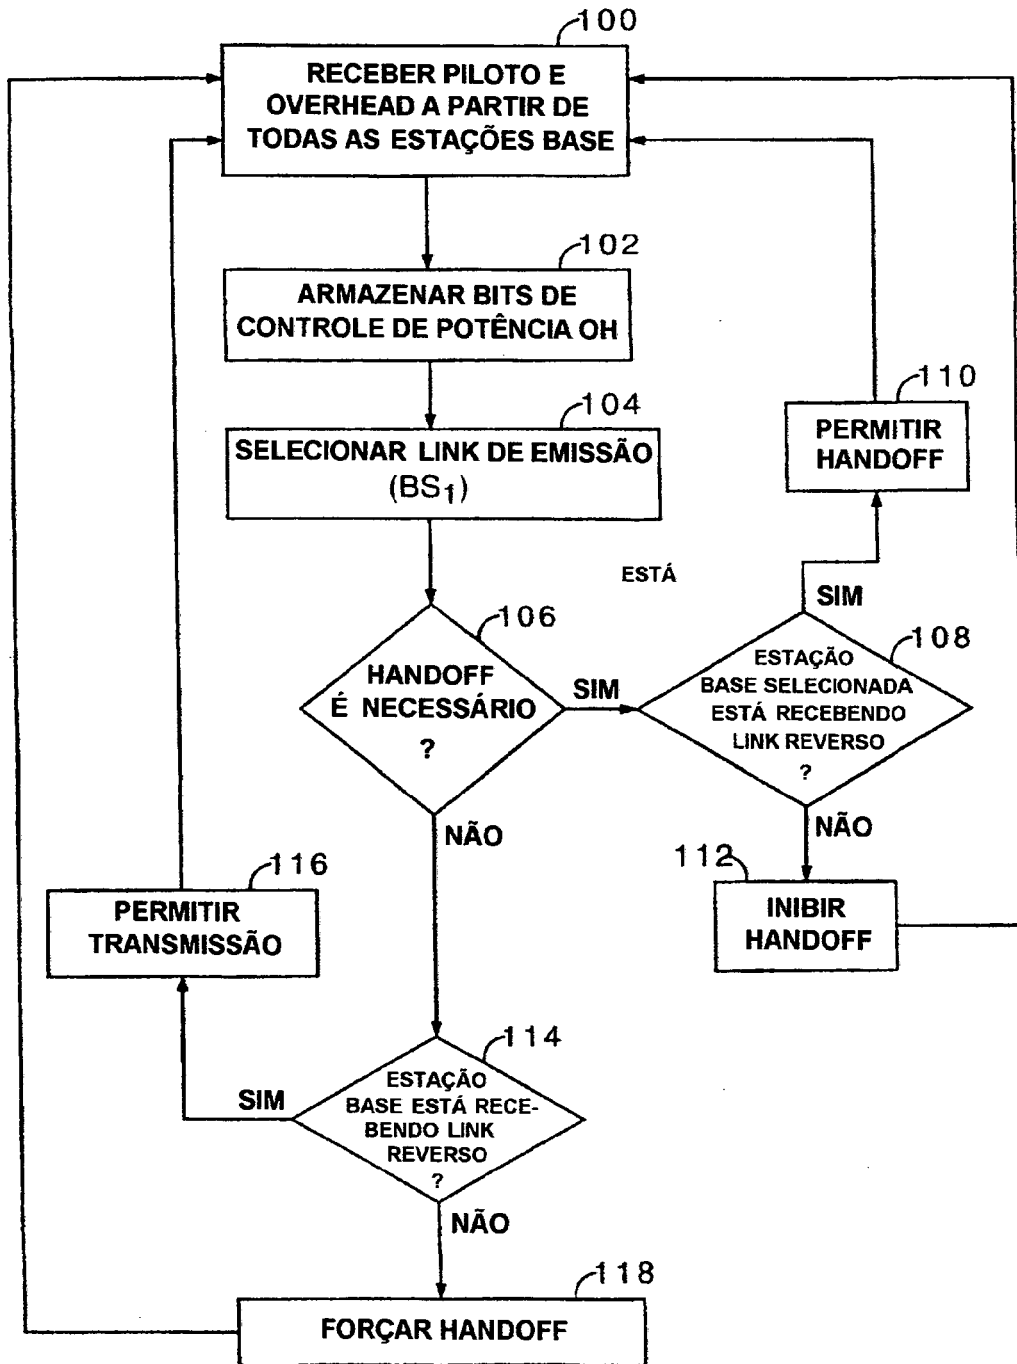 100
RECEBER PILOTO E
OVERHEAD A PARTIR DE
TODAS AS ESTAÇÕES BASE
102
ARMAZENAR BITS DE
CONTROLE DE POTÊNCIA OH
104
SELECIONAR LINK DE EMISSÃO
(BS1)
110
PERMITIR
HANDOFF
ESTÁ
SIM
106
HANDOFF
É NECESSÁRIO
?
SIM
108
ESTAÇÃO
BASE SELECIONADA
ESTÁ RECEBENDO
LINK REVERSO
?
NÃO
NÃO
112
INIBIR
HANDOFF
116
PERMITIR
TRANSMISSÃO
114
ESTAÇÃO
BASE ESTÁ RECE-
BENDO LINK
REVERSO
?
SIM
NÃO
118
FORÇAR HANDOFF